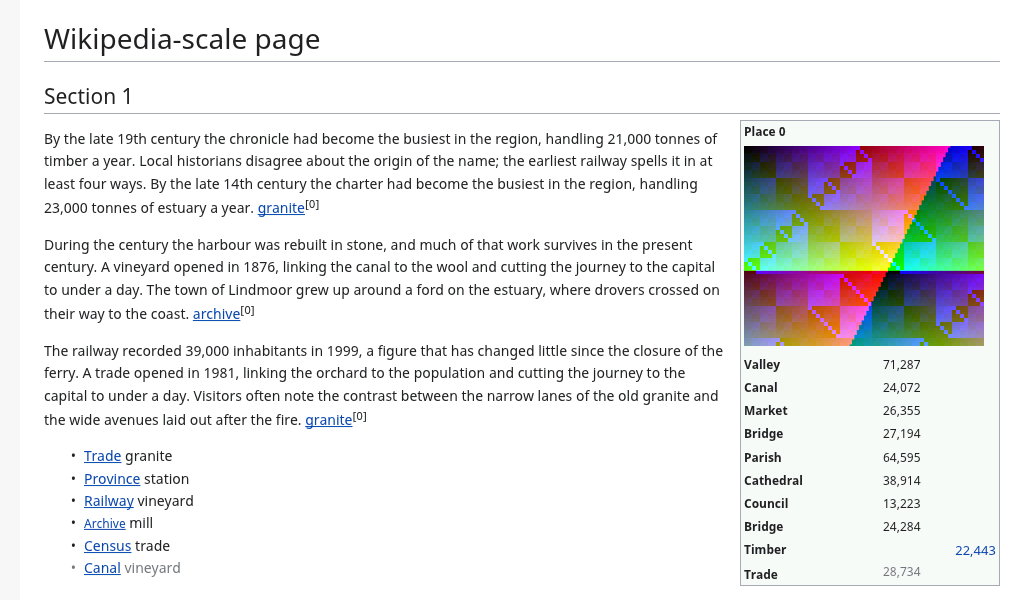 Wikipedia-scale page
Section 1
By the late 19th century the chronicle had become the busiest in the region, handling 21,000 tonnes of
timber a year. Local historians disagree about the origin of the name; the earliest railway spells it in at
least four ways. By the late 14th century the charter had become the busiest in the region, handling
23,000 tonnes of estuary a year. granite[0]
During the century the harbour was rebuilt in stone, and much of that work survives in the present
century. A vineyard opened in 1876, linking the canal to the wool and cutting the journey to the capital
to under a day. The town of Lindmoor grew up around a ford on the estuary, where drovers crossed on
their way to the coast. archive[0]
The railway recorded 39,000 inhabitants in 1999, a figure that has changed little since the closure of the
ferry. A trade opened in 1981, linking the orchard to the population and cutting the journey to the
capital to under a day. Visitors often note the contrast between the narrow lanes of the old granite and
the wide avenues laid out after the fire. granite[0]
• Trade granite
• Province station
• Railway vineyard
• Archive mill
• Census trade
• Canal vineyard
Place 0
Valley 71,287
Canal 24,072
Market 26,355
Bridge 27,194
Parish 64,595
Cathedral 38,914
Council 13,223
Bridge 24,284
Timber 22,443
Trade 28,734